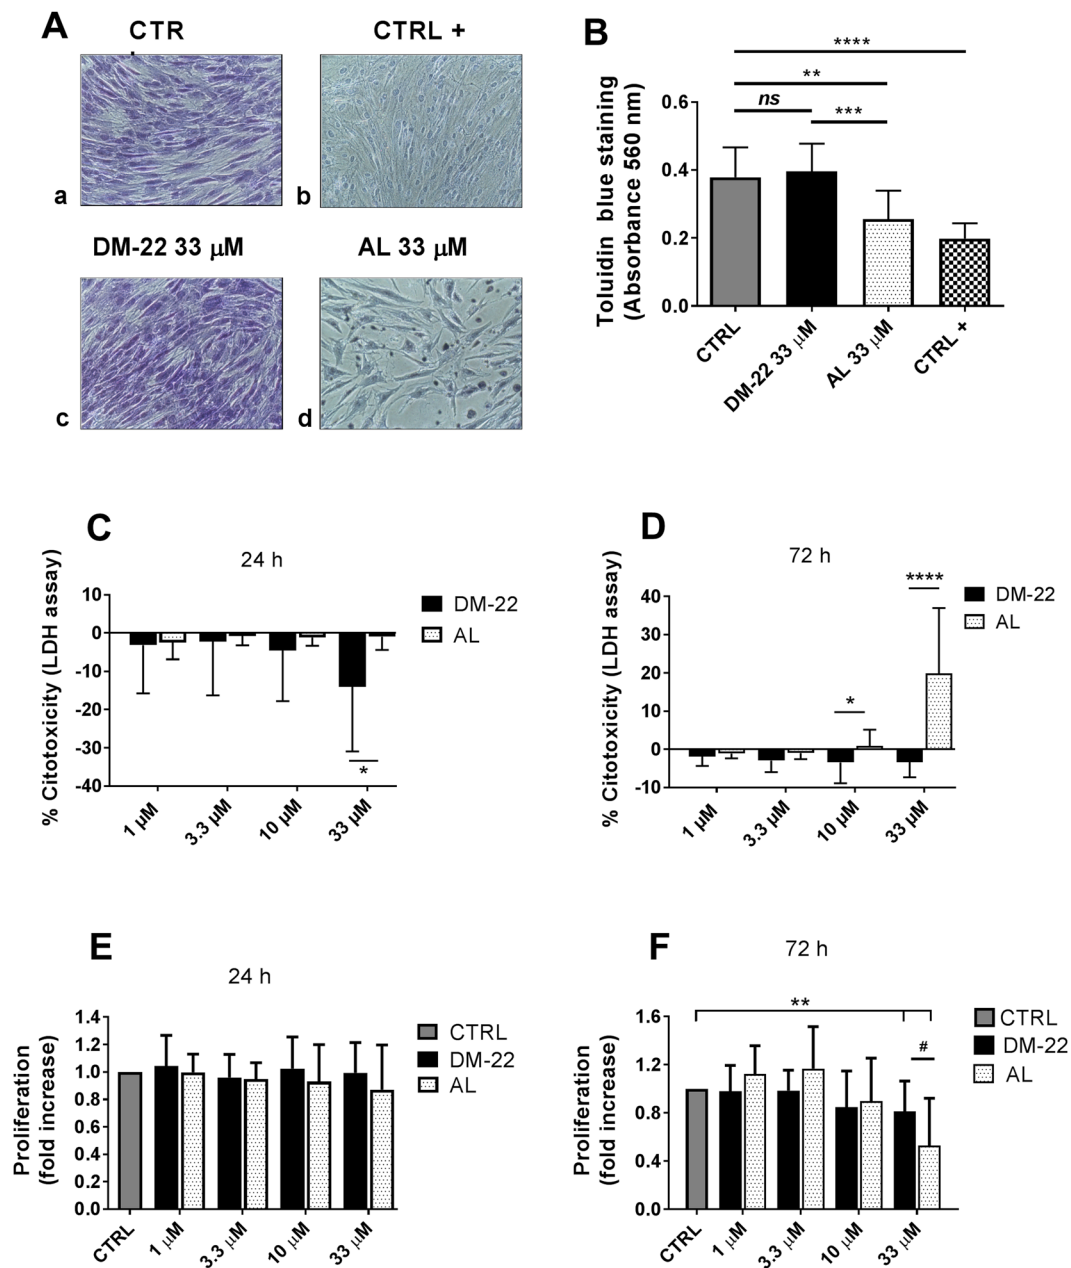 A
CTR
CTRL +
a
b
DM-22 33 μM
AL 33 μM
c
d
B
****
**
ns
***
Toluidin blue staining
(Absorbance 560 nm)
0.6
0.4
0.2
0.0
CTRL
DM-22 33 μM
AL 33 μM
CTRL +
C
24 h
% Citotoxicity (LDH assay)
10
0
-10
-20
-30
-40
*
1 μM
3.3 μM
10 μM
33 μM
DM-22
AL
D
72 h
% Citotoxicity (LDH assay)
40
30
20
10
0
-10
*
****
1 μM
3.3 μM
10 μM
33 μM
DM-22
AL
E
24 h
Proliferation
(fold increase)
1.4
1.2
1.0
0.8
0.6
0.4
0.2
0.0
CTRL
1 μM
3.3 μM
10 μM
33 μM
CTRL
DM-22
AL
F
72 h
Proliferation
(fold increase)
1.6
1.2
0.8
0.4
0.0
**
#
CTRL
1 μM
3.3 μM
10 μM
33 μM
CTRL
DM-22
AL